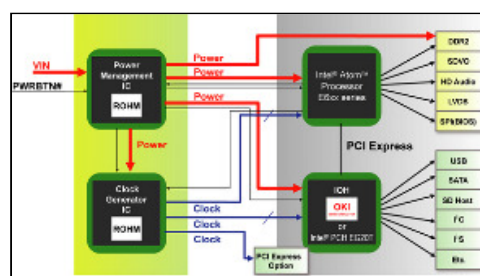 VIN
PWRBTN#
Power
Management
IC
ROHM
Power
Power
Power
Power
Clock
Generator
IC
ROHM
Clock
Clock
Clock
Intel® Atom™
Processor
E6xx series
PCI Express
IOH
OKI
or
Intel® PCH EG20T
PCI Express
Option
DDR2
SDVO
HD Audio
LVDS
SPI(BIOS)
USB
SATA
SD Host
I²C
I²S
Etc.